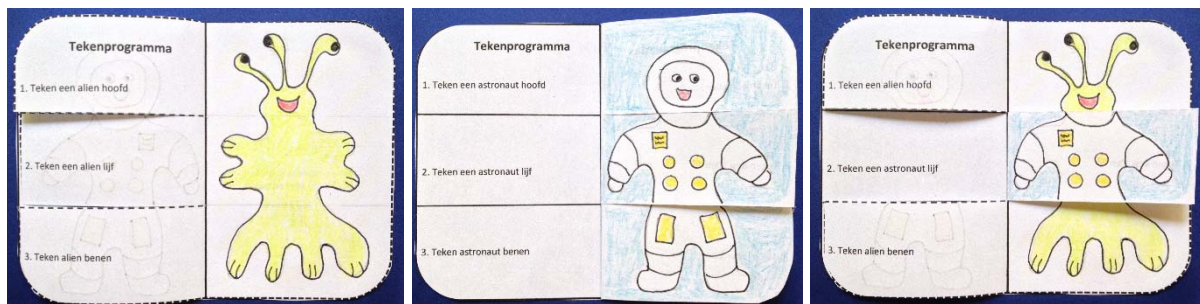 Tekenprogramma
1. Teken een alien hoofd
2. Teken een alien lijf
3. Teken alien benen
Tekenprogramma
1. Teken een astronaut hoofd
2. Teken een astronaut lijf
3. Teken astronaut benen
Tekenprogramma
1. Teken een alien hoofd
2. Teken een astronaut lijf
3. Teken alien benen